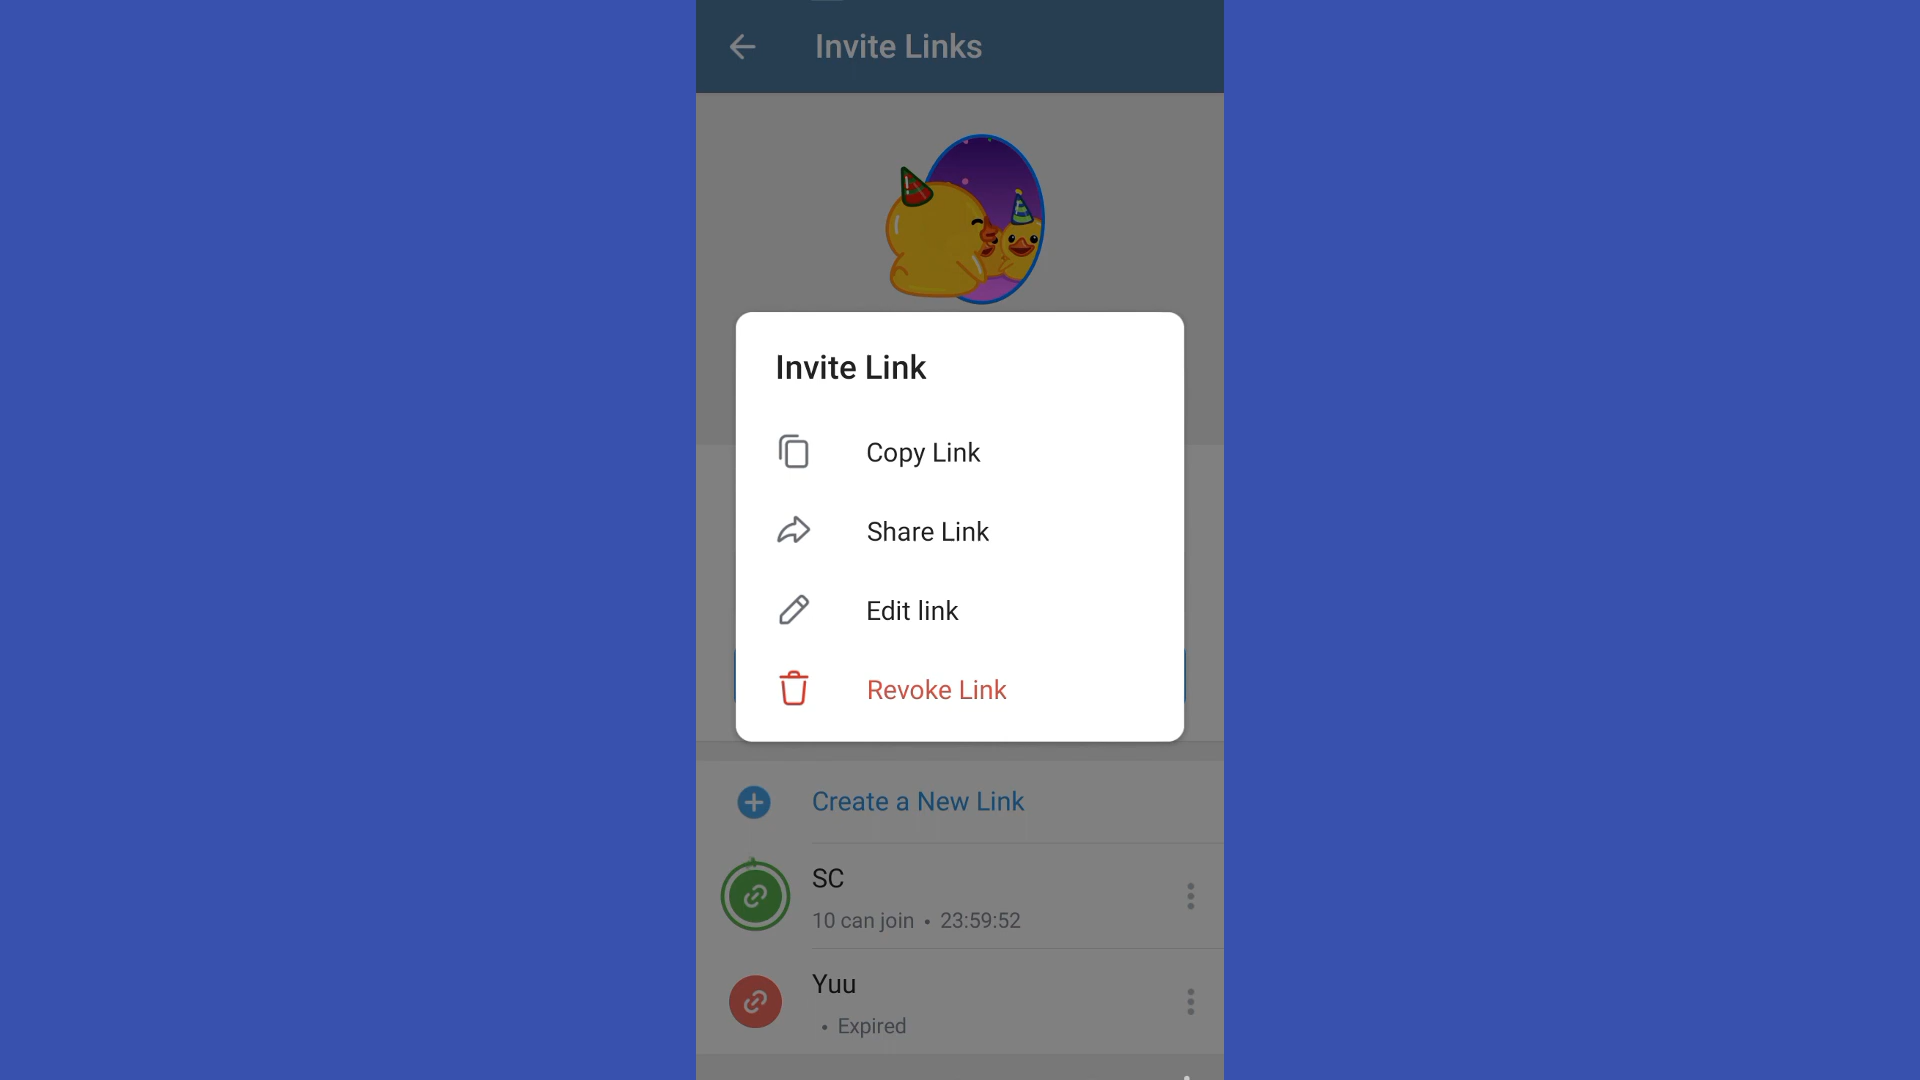 Invite Links
Invite Link
Copy Link
Share Link
Edit link
Revoke Link
Create a New Link
SC
10 can join • 23:59:52
Yuu
• Expired